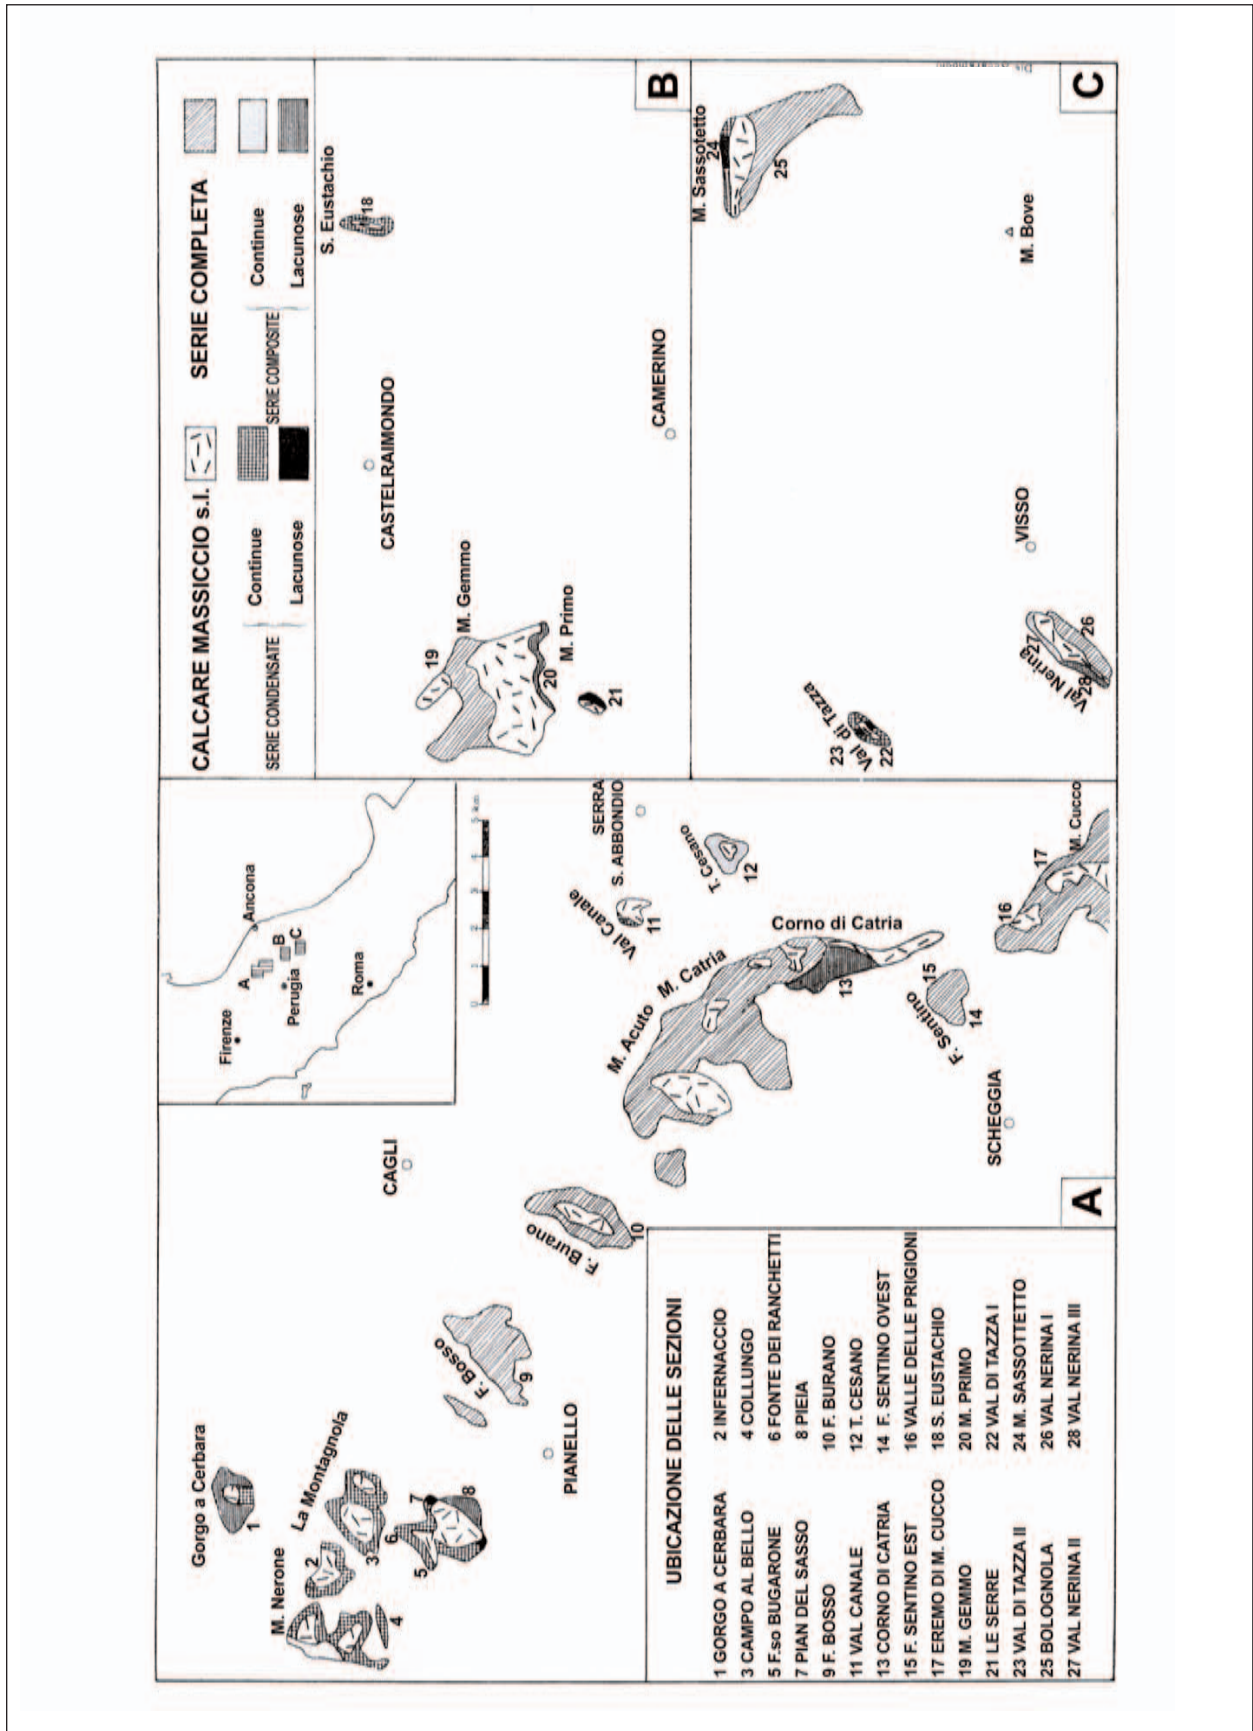 CALCARE MASSICCIO s.l.
SERIE COMPLETA
SERIE CONDENSATE
Continue
Lacunose
SERIE COMPOSITE
Continue
Lacunose
Firenze
Ancona
A
B
C
Perugia
Roma
0 1 2 3 4 5 km
Gorgo a Cerbara
1
M. Nerone
La Montagnola
2
3
4
5
6
7
8
CAGLI
PIANELLO
F. Bosso
9
F. Burano
10
M. Acuto
M. Catria
Corno di Catria
13
Val Canale
11
SERRA
S. ABBONDIO
T. Cesano
12
F. Sentino
14
15
SCHEGGIA
16
17
M. Cucco
A
B
S. Eustachio
18
CASTELRAIMONDO
CAMERINO
M. Gemmo
19
M. Primo
20
21
C
M. Sassotetto
24
25
M. Bove
VISSO
Val di Tazza
23
22
Val Nerina
27
26
28
UBICAZIONE DELLE SEZIONI
1 GORGO A CERBARA
2 INFERNACCIO
3 CAMPO AL BELLO
4 COLLUNGO
5 F.so BUGARONE
6 FONTE DEI RANCHETTI
7 PIAN DEL SASSO
8 PIEIA
9 F. BOSSO
10 F. BURANO
11 VAL CANALE
12 T. CESANO
13 CORNO DI CATRIA
14 F. SENTINO OVEST
15 F. SENTINO EST
16 VALLE DELLE PRIGIONI
17 EREMO DI M. CUCCO
18 S. EUSTACHIO
19 M. GEMMO
20 M. PRIMO
21 LE SERRE
22 VAL DI TAZZA I
23 VAL DI TAZZA II
24 M. SASSOTTETTO
25 BOLOGNOLA
26 VAL NERINA I
27 VAL NERINA II
28 VAL NERINA III